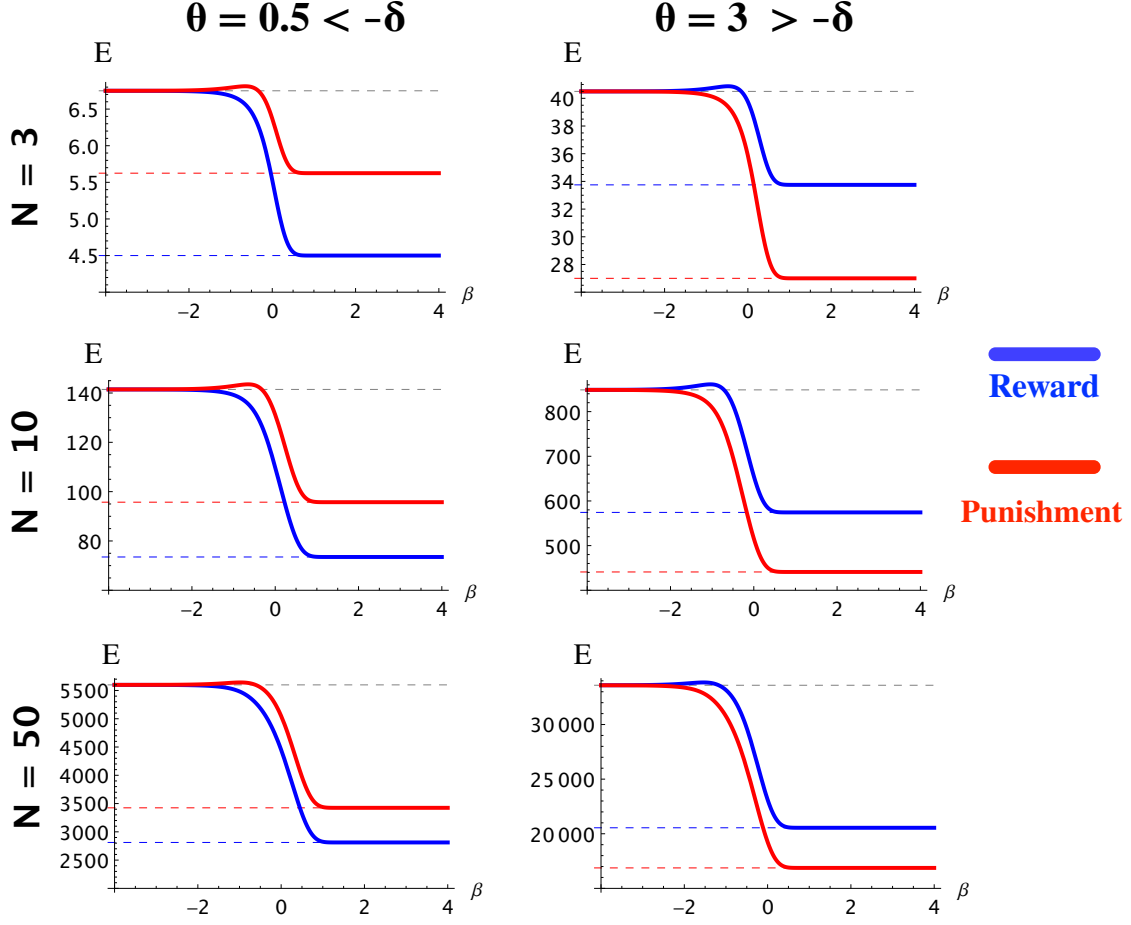 θ = 0.5 < -δ
θ = 3 > -δ
N = 3
E
6.5
6.0
5.5
5.0
4.5
−2
0
2
4
β
E
40
38
36
34
32
30
28
−2
0
2
4
β
N = 10
E
140
120
100
80
−2
0
2
4
β
E
800
700
600
500
−2
0
2
4
β
Reward
Punishment
N = 50
E
5500
5000
4500
4000
3500
3000
2500
−2
0
2
4
β
E
30 000
25 000
20 000
−2
0
2
4
β